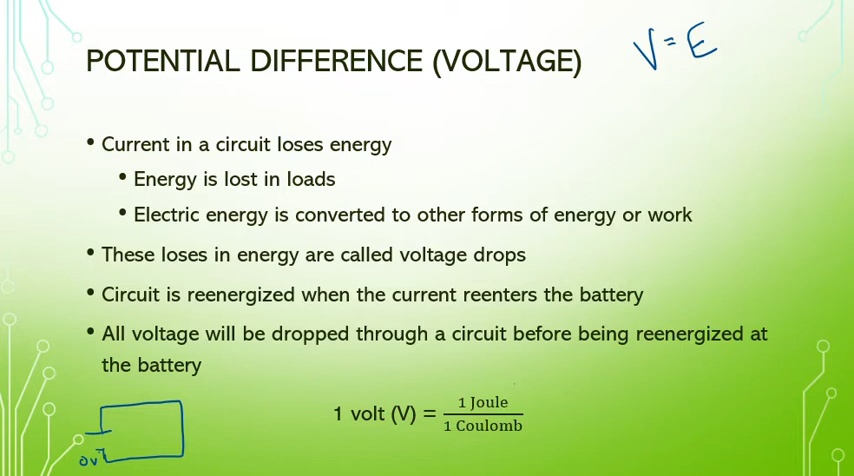 POTENTIAL DIFFERENCE (VOLTAGE)
V = E
• Current in a circuit loses energy
• Energy is lost in loads
• Electric energy is converted to other forms of energy or work
• These loses in energy are called voltage drops
• Circuit is reenergized when the current reenters the battery
• All voltage will be dropped through a circuit before being reenergized at
the battery
1 volt (V) = 1 Joule / 1 Coulomb
0V